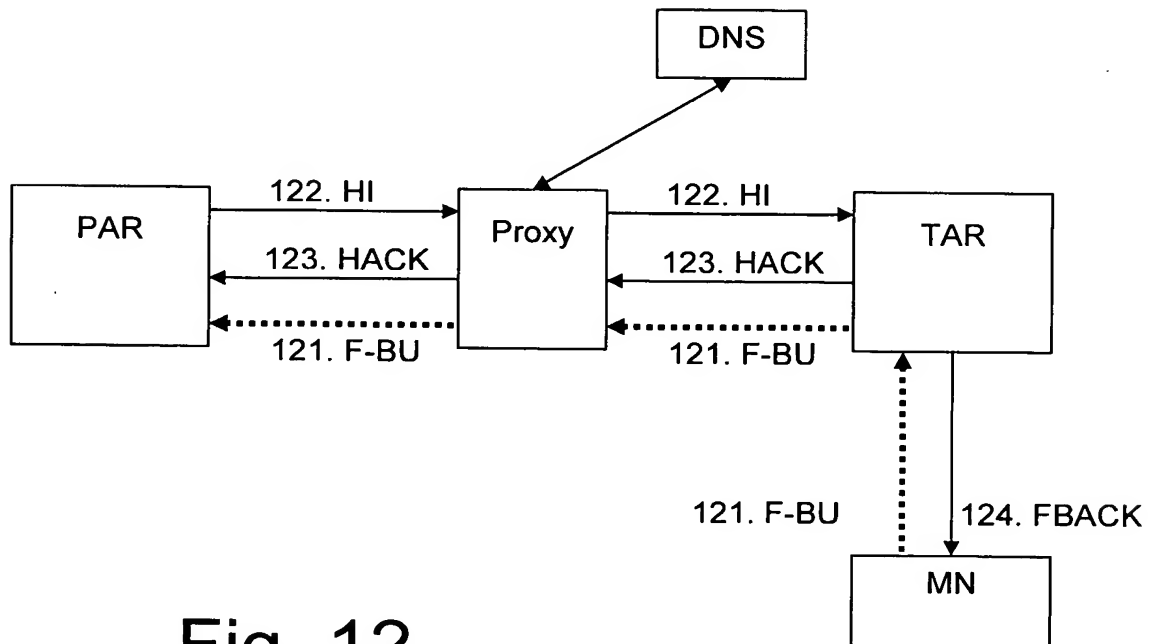 DNS
122. HI
122. HI
PAR
Proxy
TAR
123. HACK
123. HACK
121. F-BU
121. F-BU
121. F-BU
124. FBACK
MN
Fig. 12